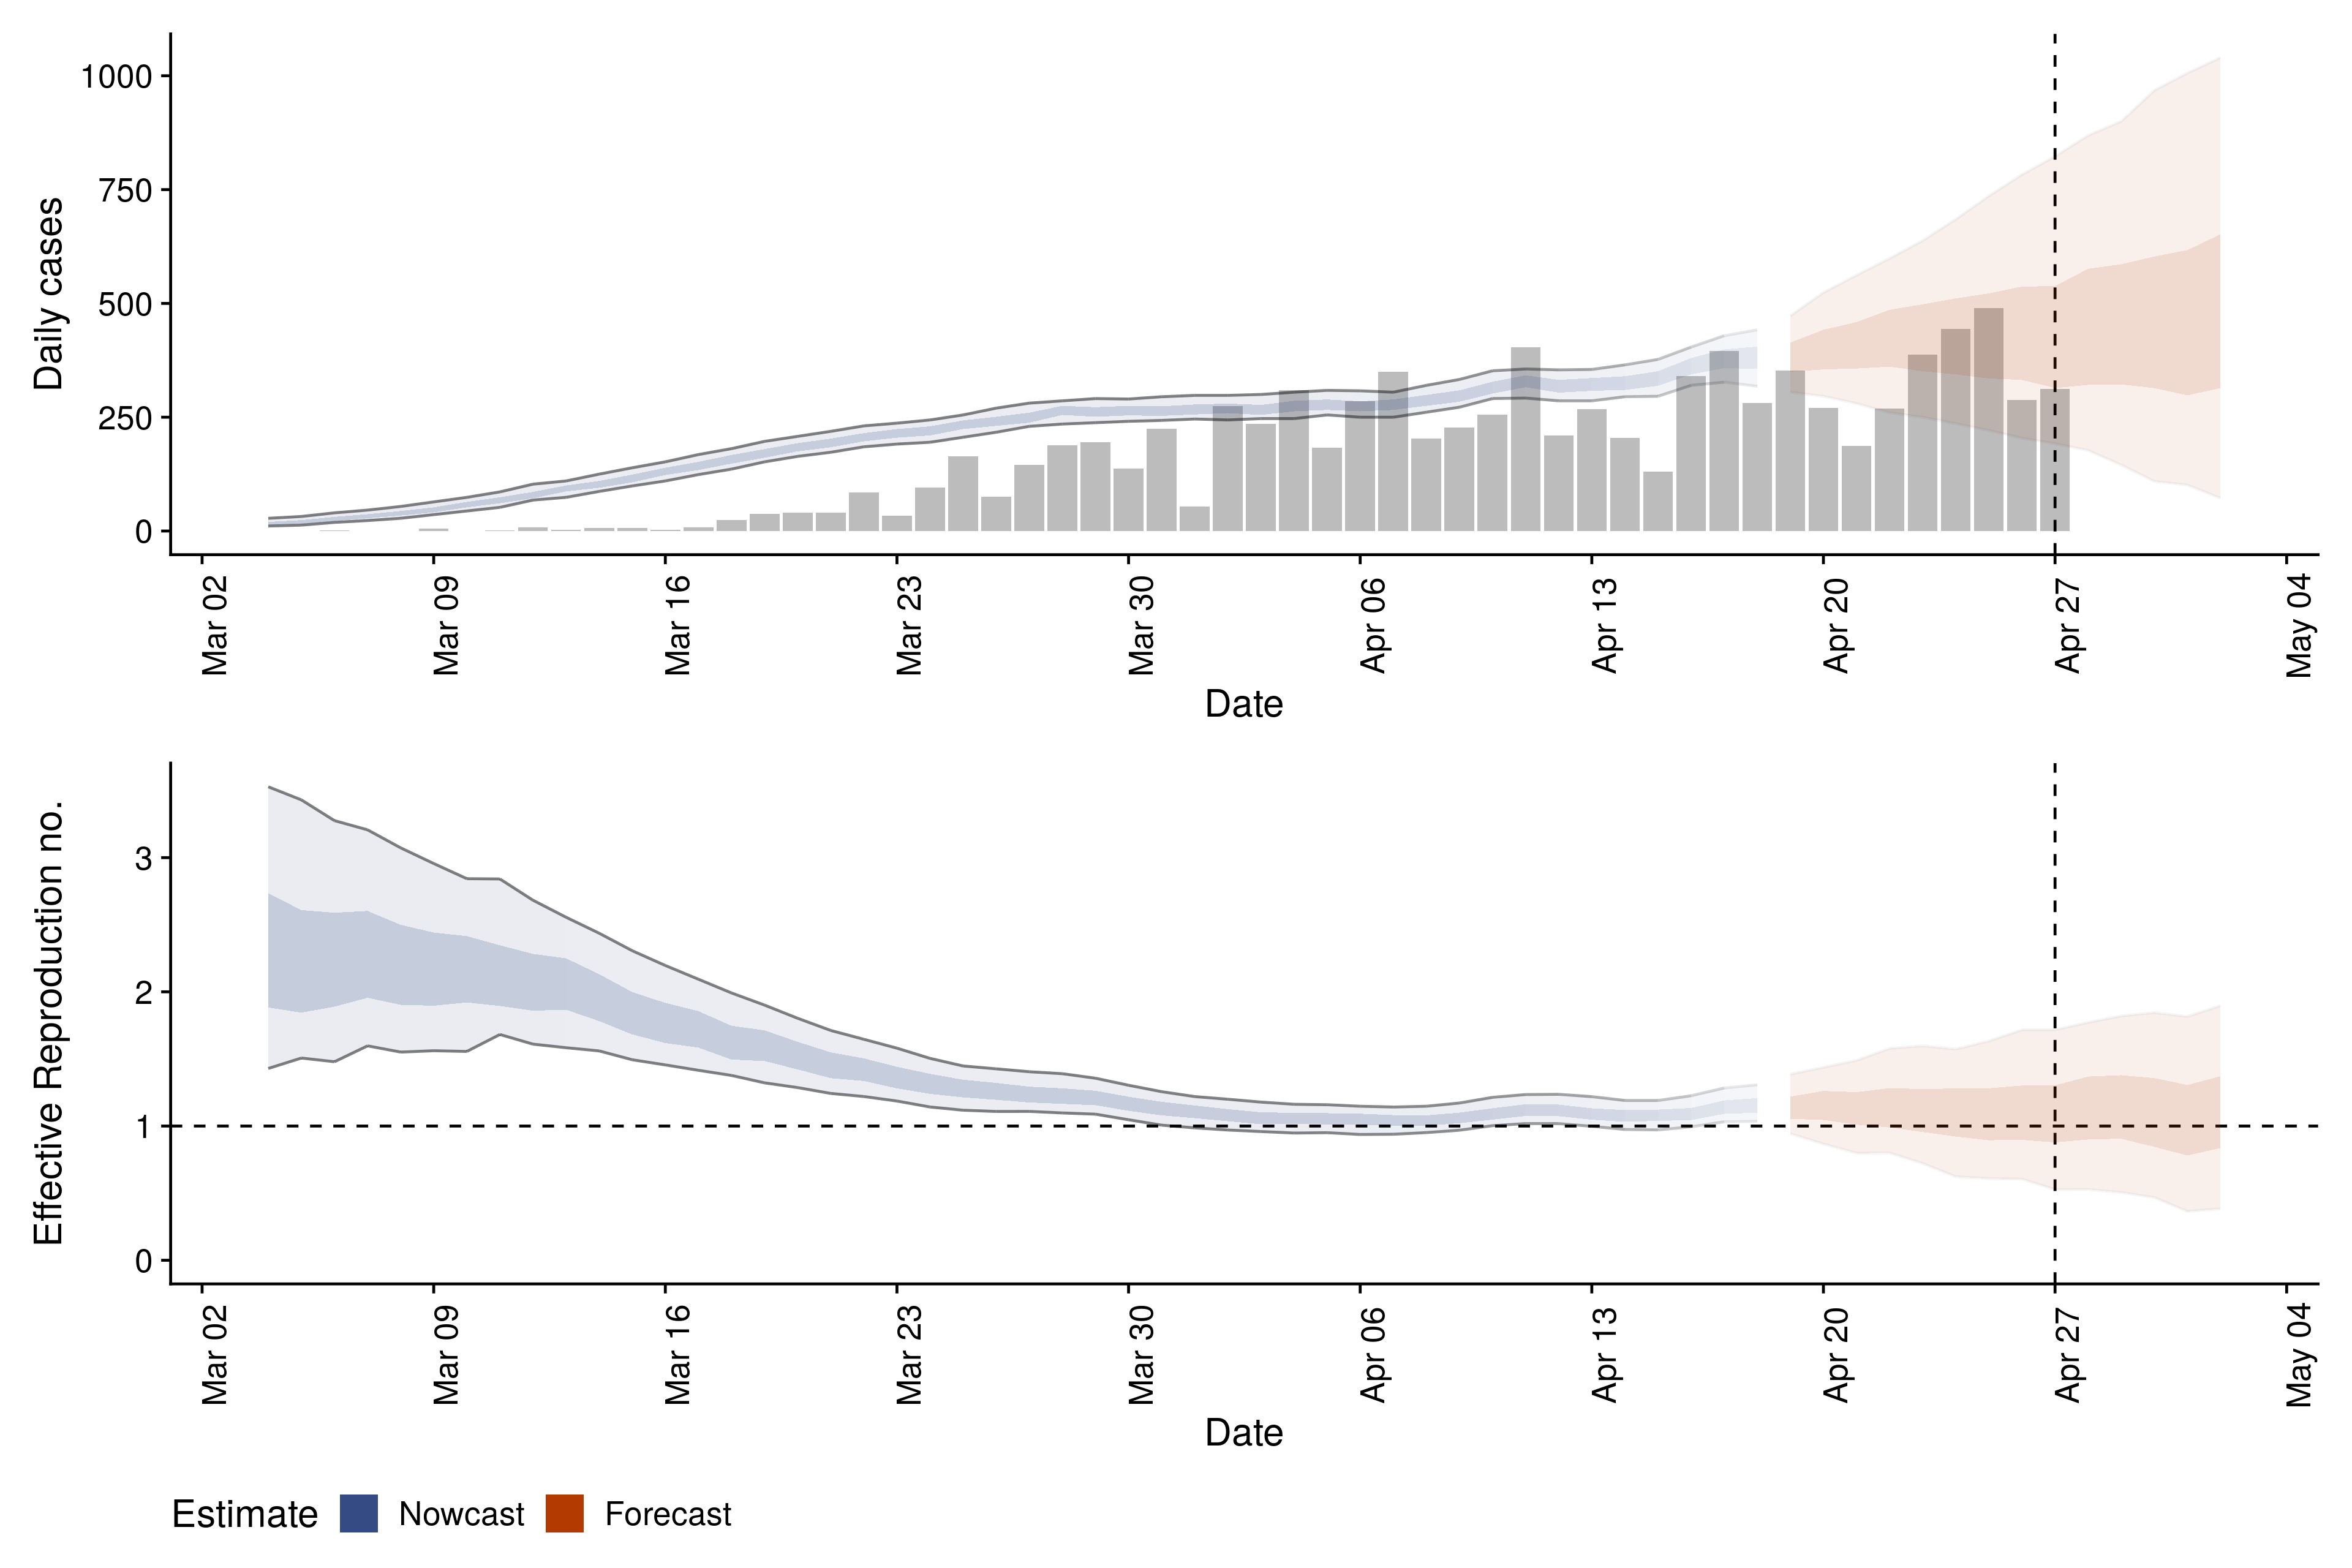 Daily cases
1000
750
500
250
0
Mar 02
Mar 09
Mar 16
Mar 23
Mar 30
Apr 06
Apr 13
Apr 20
Apr 27
May 04
Date
Effective Reproduction no.
3
2
1
0
Mar 02
Mar 09
Mar 16
Mar 23
Mar 30
Apr 06
Apr 13
Apr 20
Apr 27
May 04
Date
Estimate Nowcast Forecast